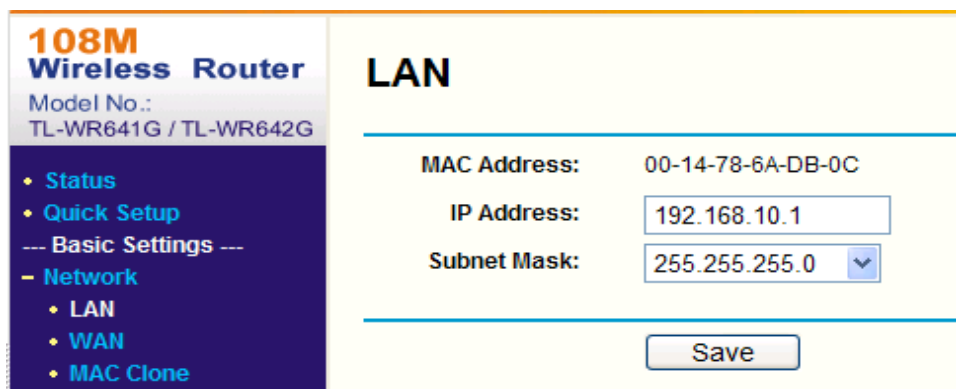 108M
Wireless Router
Model No.:
TL-WR641G / TL-WR642G
• Status
• Quick Setup
--- Basic Settings ---
– Network
• LAN
• WAN
• MAC Clone
LAN
MAC Address: 00-14-78-6A-DB-0C
IP Address: 192.168.10.1
Subnet Mask: 255.255.255.0
Save